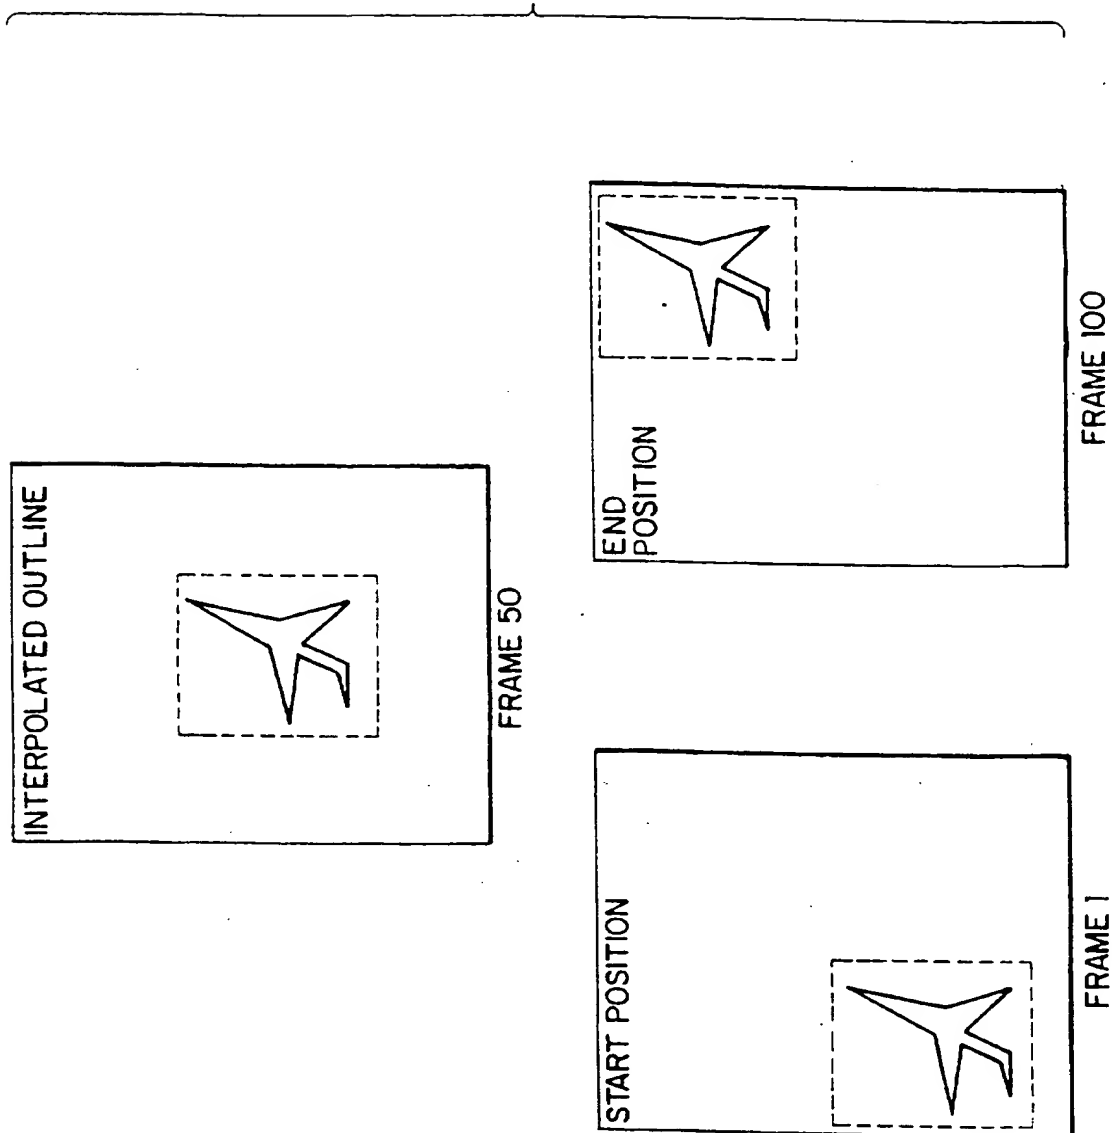 INTERPOLATED OUTLINE
FRAME 50
START POSITION
FRAME 1
END
POSITION
FRAME 100